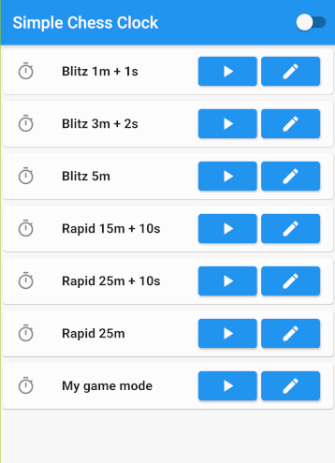 Simple Chess Clock
Blitz 1m + 1s
Blitz 3m + 2s
Blitz 5m
Rapid 15m + 10s
Rapid 25m + 10s
Rapid 25m
My game mode